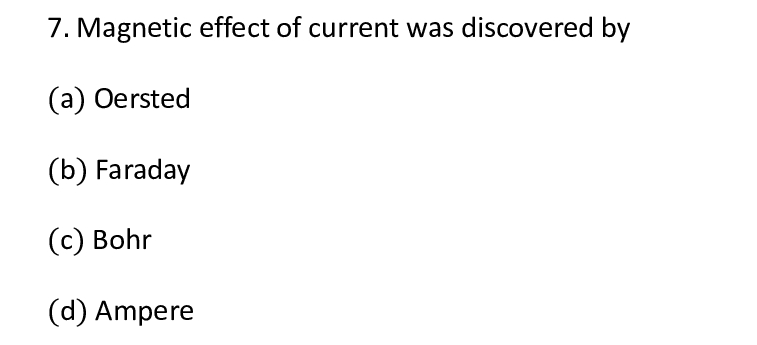 7. Magnetic effect of current was discovered by
(a) Oersted
(b) Faraday
(c) Bohr
(d) Ampere